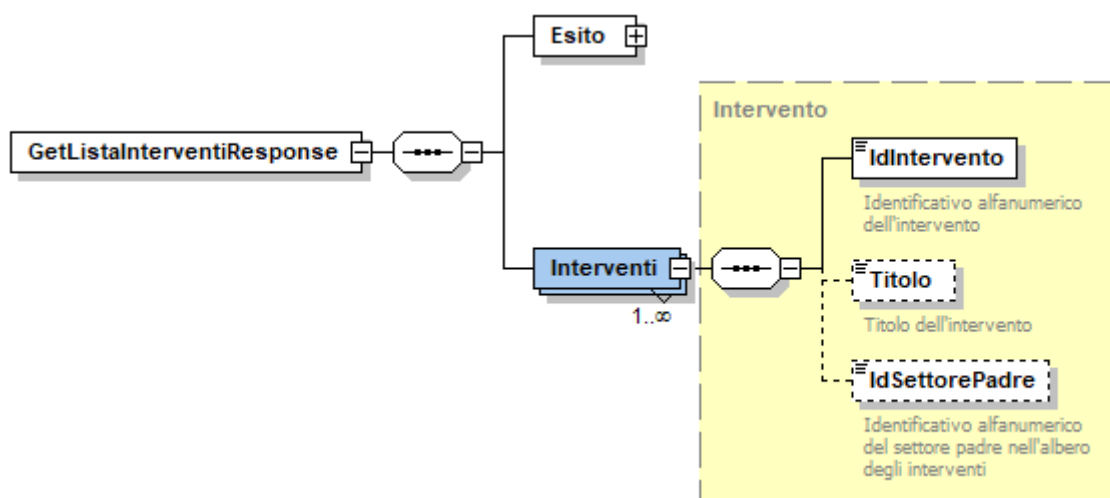 Esito
Intervento
GetListaInterventiResponse
IdIntervento
Identificativo alfanumerico
dell'intervento
Interventi
1..∞
Titolo
Titolo dell'intervento
IdSettorePadre
Identificativo alfanumerico
del settore padre nell'albero
degli interventi